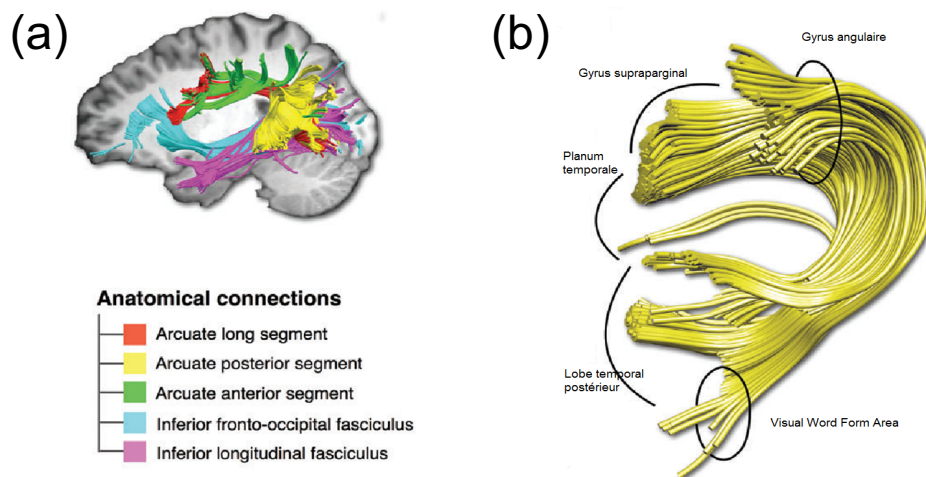 (a)
Anatomical connections
Arcuate long segment
Arcuate posterior segment
Arcuate anterior segment
Inferior fronto-occipital fasciculus
Inferior longitudinal fasciculus
(b)
Gyrus angulaire
Gyrus supraparginal
Planum
temporale
Lobe temporal
postérieur
Visual Word Form Area